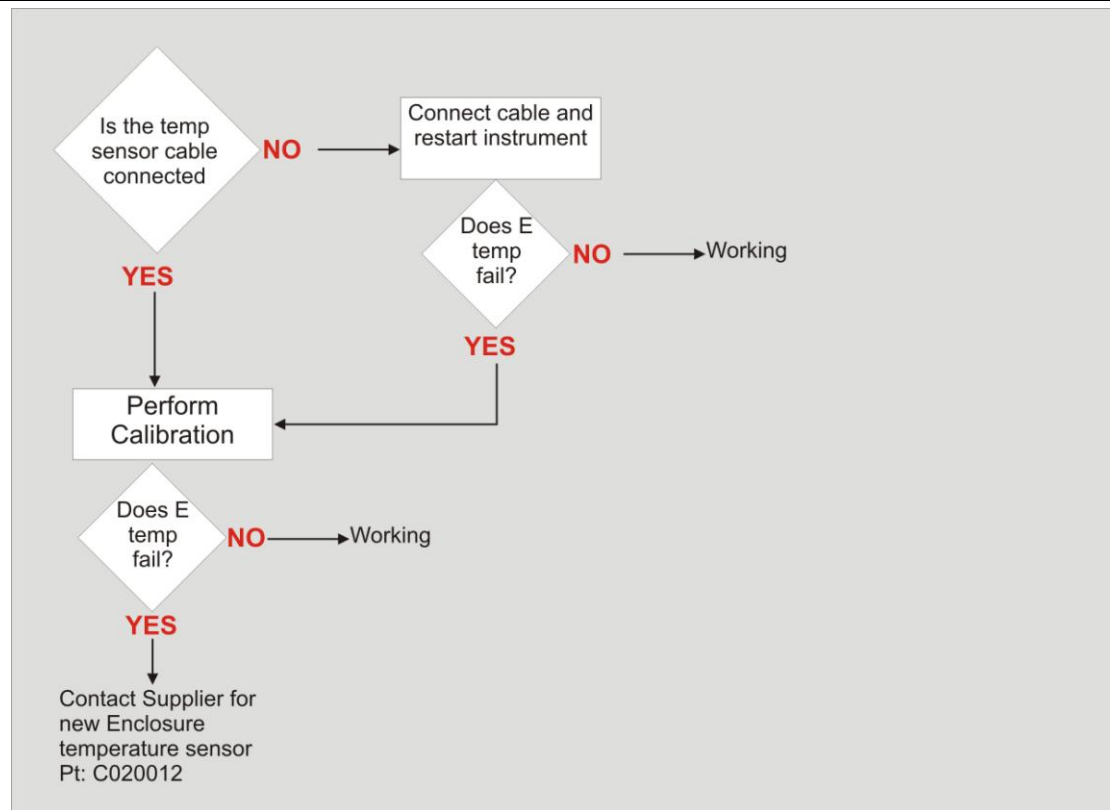 Is the temp
sensor cable
connected
NO
Connect cable and
restart instrument
Does E
temp
fail?
NO
Working
YES
YES
Perform
Calibration
Does E
temp
fail?
NO
Working
YES
Contact Supplier for
new Enclosure
temperature sensor
Pt: C020012